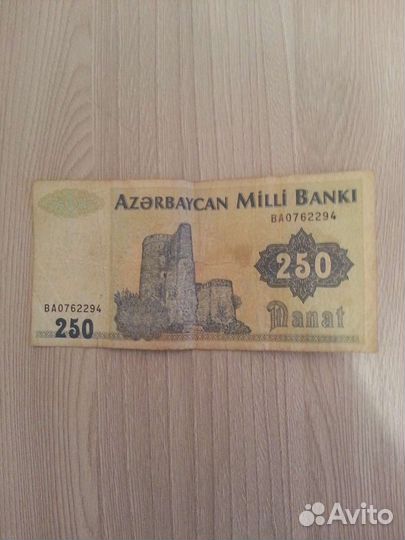 AZƏRBAYCAN MİLLİ BANKI
BA0762294
250
Manat
BA0762294
250
Avito